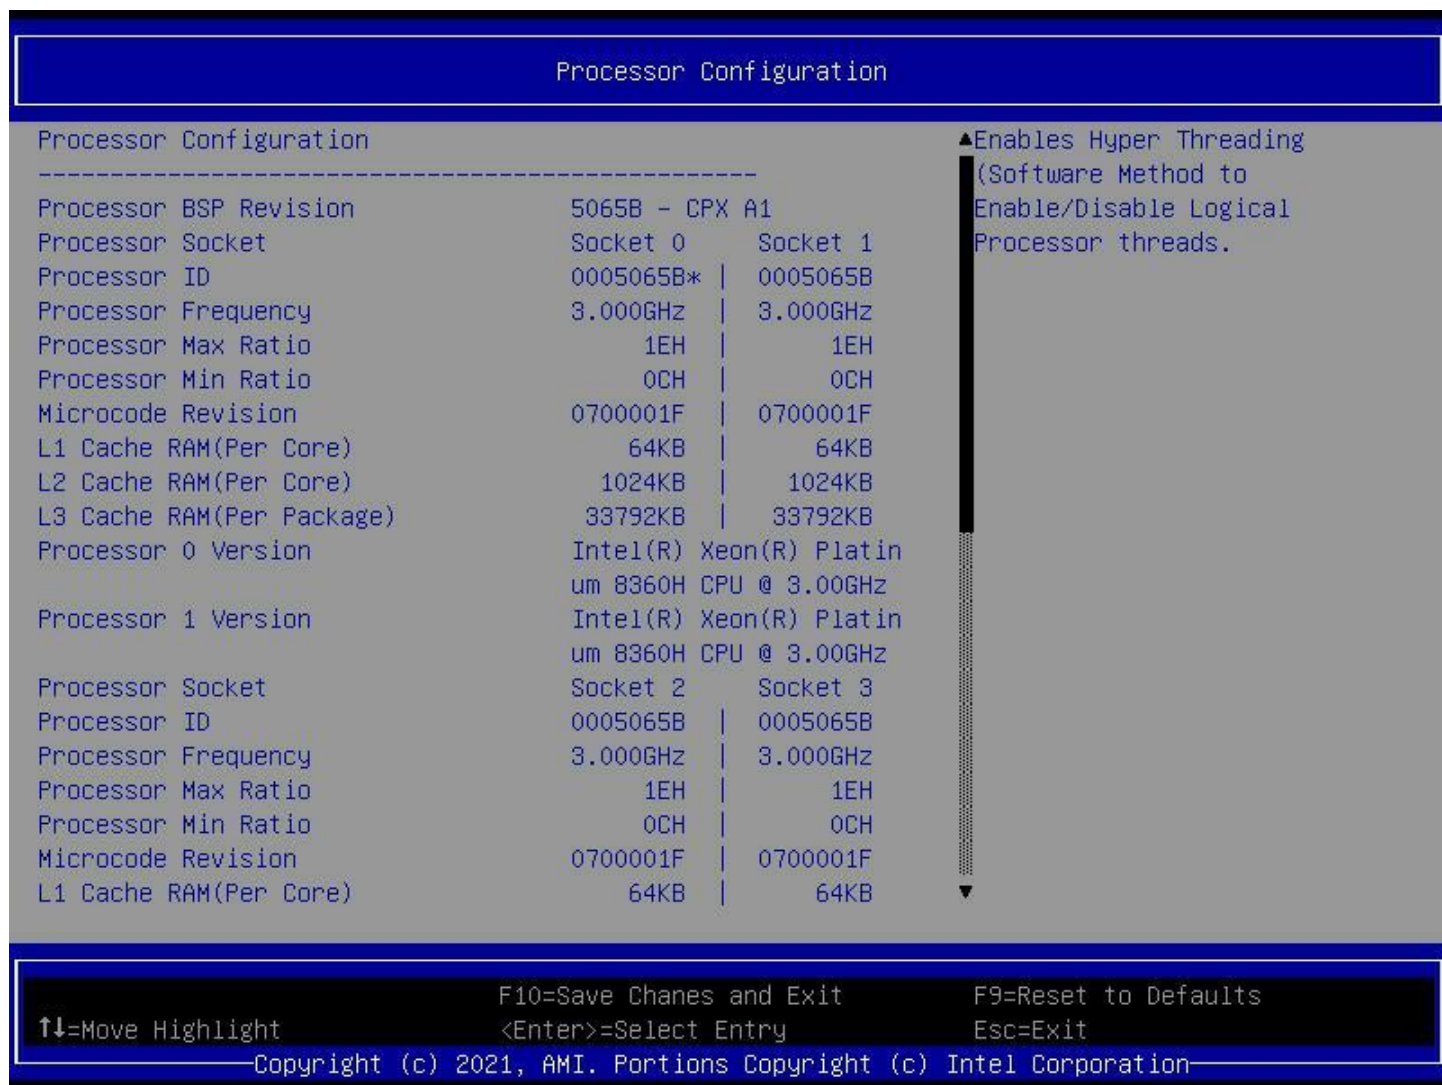 Processor Configuration
Processor Configuration
--------------------------------------------------
Processor BSP Revision 5065B - CPX A1
Processor Socket Socket 0 Socket 1
Processor ID 0005065B* | 0005065B
Processor Frequency 3.000GHz | 3.000GHz
Processor Max Ratio 1EH | 1EH
Processor Min Ratio 0CH | 0CH
Microcode Revision 0700001F | 0700001F
L1 Cache RAM(Per Core) 64KB | 64KB
L2 Cache RAM(Per Core) 1024KB | 1024KB
L3 Cache RAM(Per Package) 33792KB | 33792KB
Processor 0 Version Intel(R) Xeon(R) Platin
um 8360H CPU @ 3.00GHz
Processor 1 Version Intel(R) Xeon(R) Platin
um 8360H CPU @ 3.00GHz
Processor Socket Socket 2 Socket 3
Processor ID 0005065B | 0005065B
Processor Frequency 3.000GHz | 3.000GHz
Processor Max Ratio 1EH | 1EH
Processor Min Ratio 0CH | 0CH
Microcode Revision 0700001F | 0700001F
L1 Cache RAM(Per Core) 64KB | 64KB
▲Enables Hyper Threading
(Software Method to
Enable/Disable Logical
Processor threads.
▼
F10=Save Chanes and Exit F9=Reset to Defaults
↑↓=Move Highlight <Enter>=Select Entry Esc=Exit
Copyright (c) 2021, AMI. Portions Copyright (c) Intel Corporation